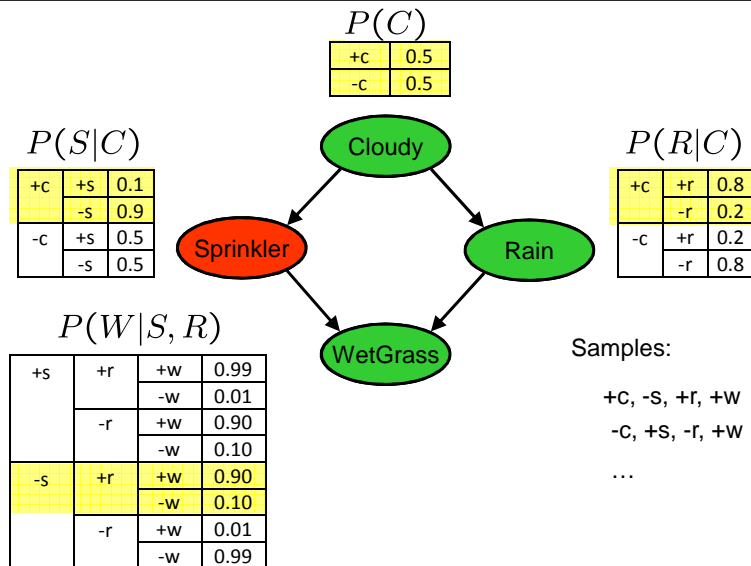 P(C)
+c 0.5
-c 0.5
P(S|C)
+c +s 0.1
-s 0.9
-c +s 0.5
-s 0.5
Cloudy
P(R|C)
+c +r 0.8
-r 0.2
-c +r 0.2
-r 0.8
Sprinkler
Rain
WetGrass
P(W|S, R)
+s +r +w 0.99
-w 0.01
-r +w 0.90
-w 0.10
-s +r +w 0.90
-w 0.10
-r +w 0.01
-w 0.99
Samples:
+c, -s, +r, +w
-c, +s, -r, +w
…